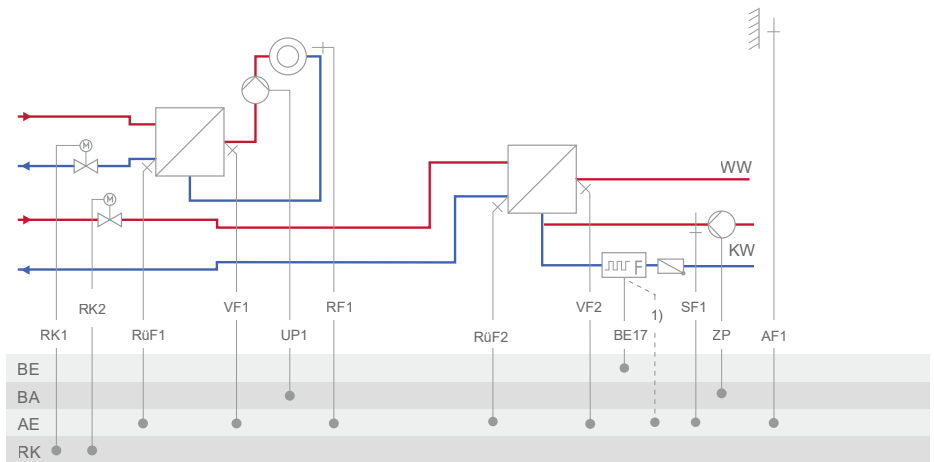 M
WW
M
KW
F
RK2
VF1
RF1
VF2
SF1
1)
RK1
RüF1
UP1
RüF2
BE17
ZP
AF1
BE
BA
AE
RK